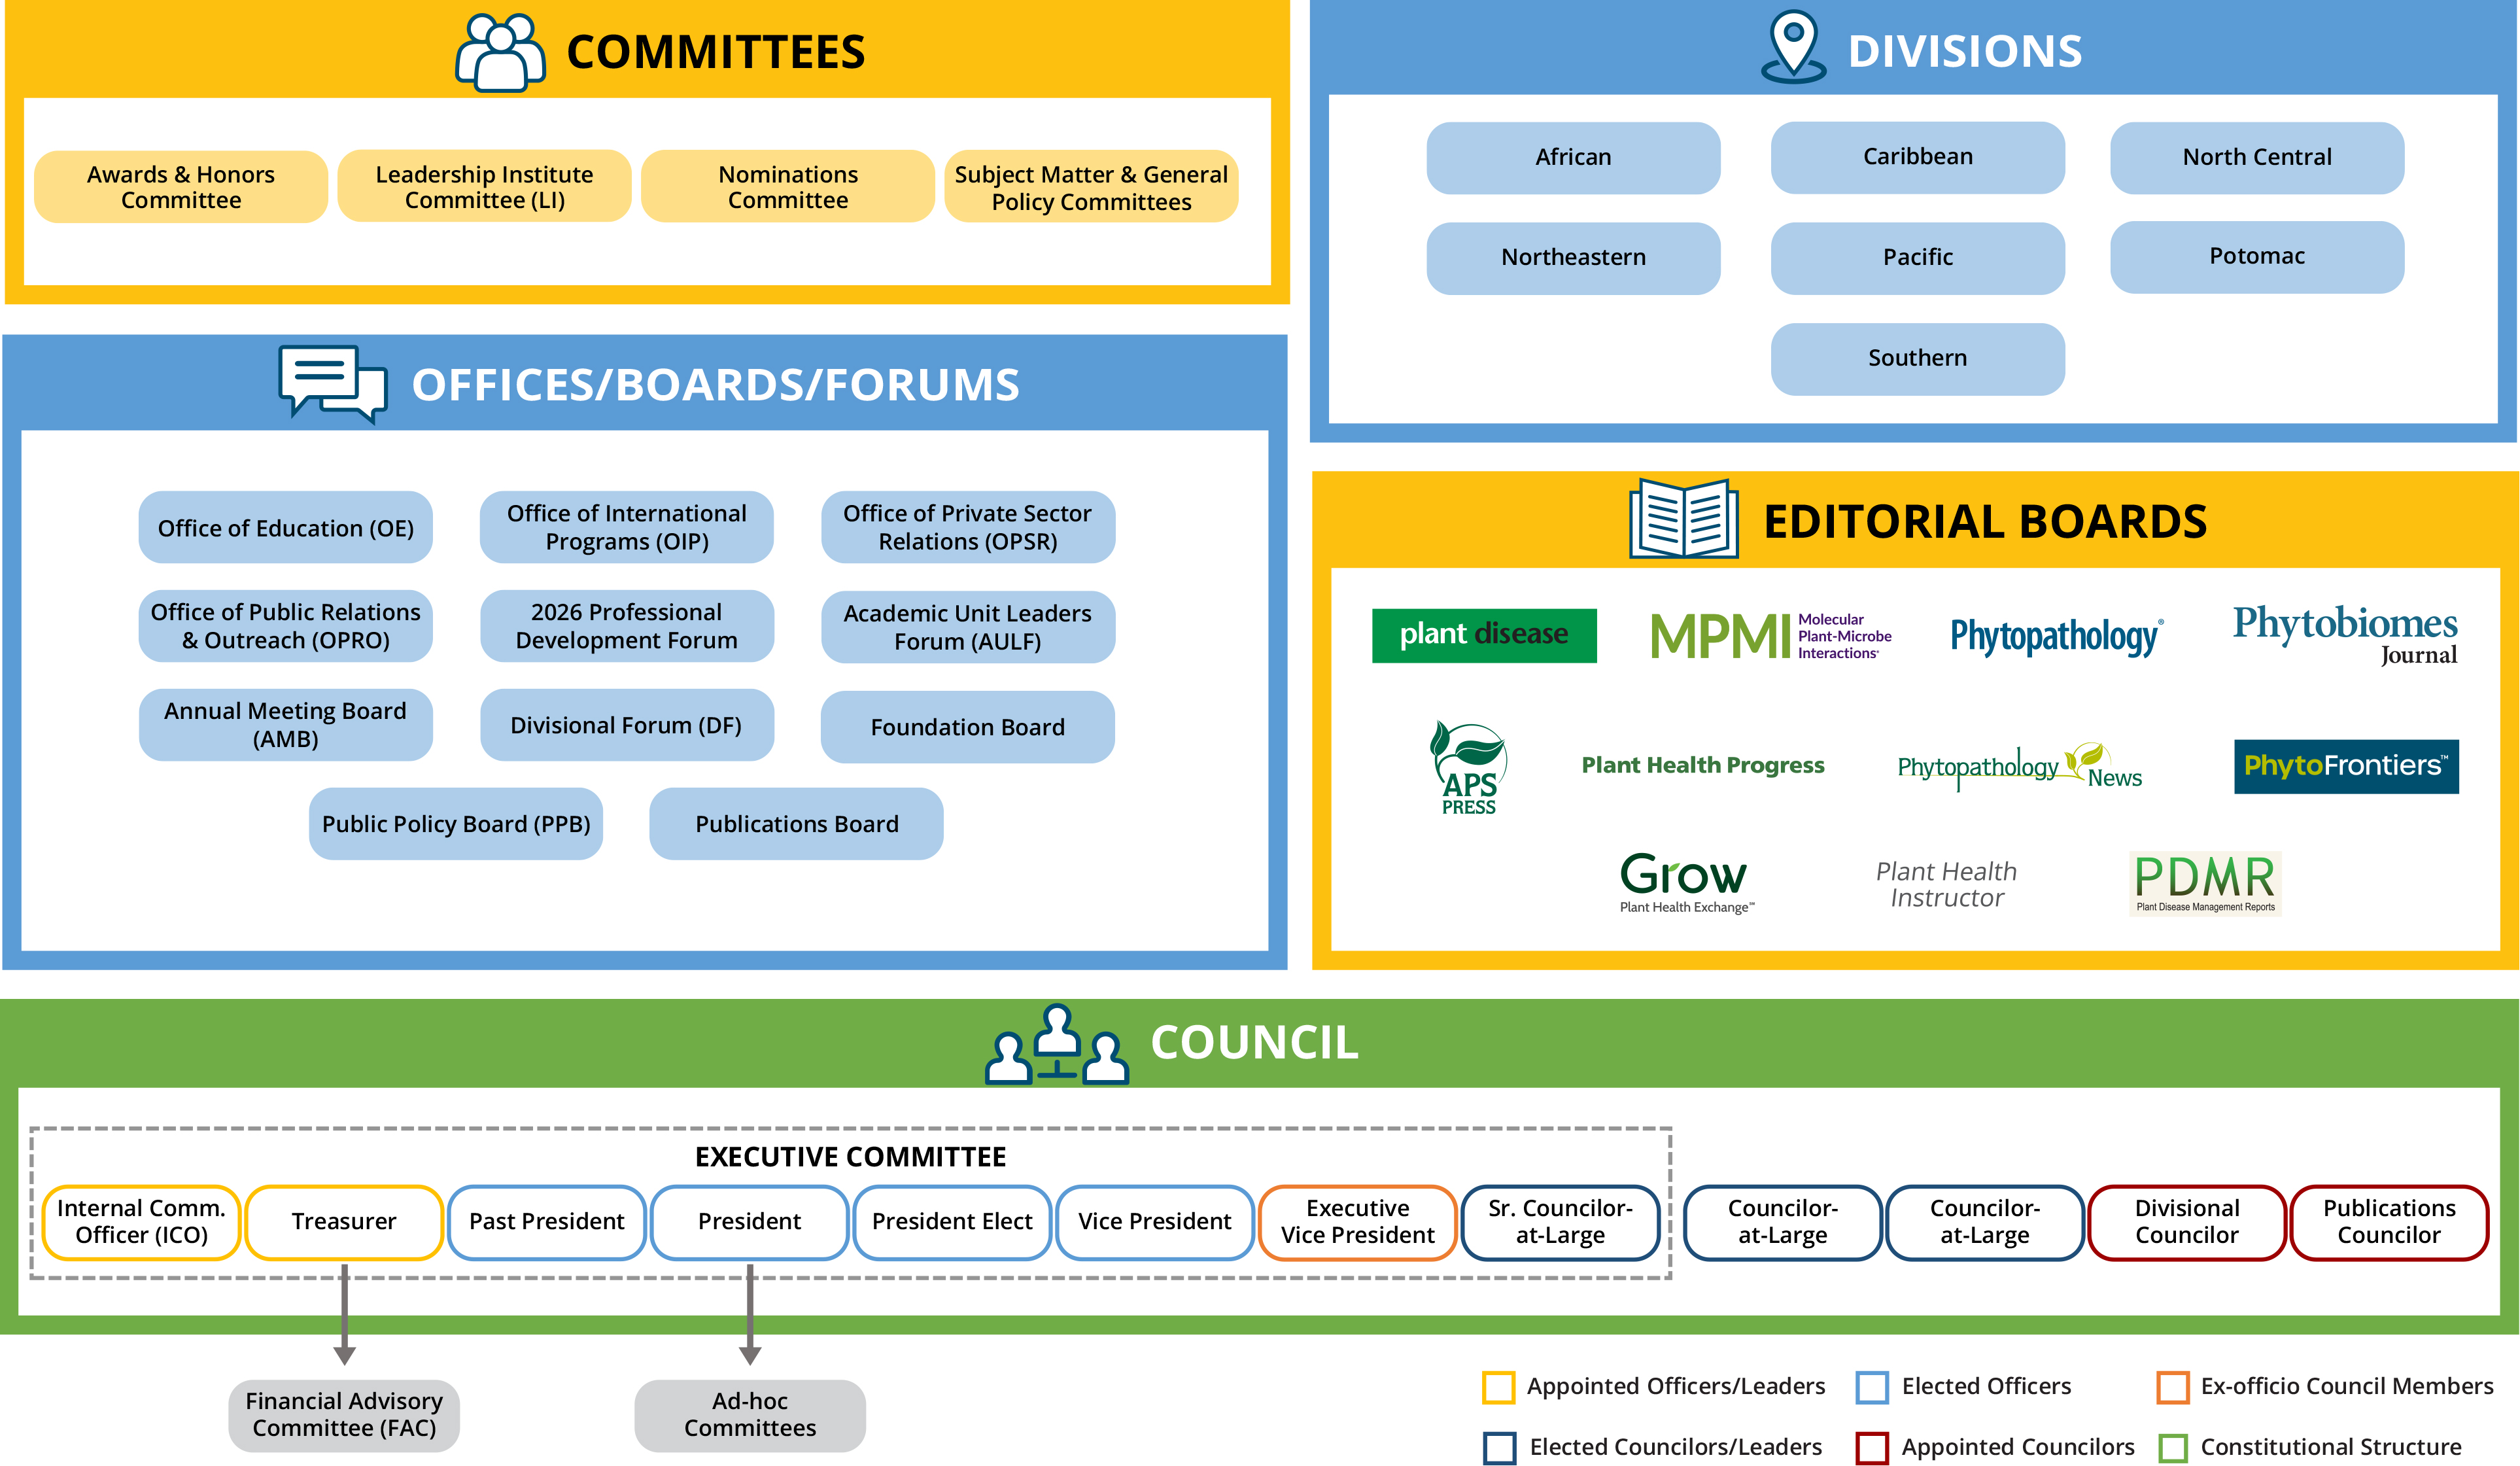 COMMITTEES
Awards & Honors
Committee
Leadership Institute
Committee (LI)
Nominations
Committee
Subject Matter & General
Policy Committees
DIVISIONS
African
Caribbean
North Central
Northeastern
Pacific
Potomac
Southern
OFFICES/BOARDS/FORUMS
Office of Education (OE)
Office of International
Programs (OIP)
Office of Private Sector
Relations (OPSR)
Office of Public Relations
& Outreach (OPRO)
2026 Professional
Development Forum
Academic Unit Leaders
Forum (AULF)
Annual Meeting Board
(AMB)
Divisional Forum (DF)
Foundation Board
Public Policy Board (PPB)
Publications Board
EDITORIAL BOARDS
plant disease
MPMI
Molecular
Plant-Microbe
Interactions®
Phytopathology®
Phytobiomes
Journal
APS
PRESS
Plant Health Progress
Phytopathology
News
PhytoFrontiers™
Grow
Plant Health Exchange℠
Plant Health
Instructor
PDMR
Plant Disease Management Reports
COUNCIL
EXECUTIVE COMMITTEE
Internal Comm.
Officer (ICO)
Treasurer
Past President
President
President Elect
Vice President
Executive
Vice President
Sr. Councilor-
at-Large
Councilor-
at-Large
Councilor-
at-Large
Divisional
Councilor
Publications
Councilor
Financial Advisory
Committee (FAC)
Ad-hoc
Committees
Appointed Officers/Leaders
Elected Officers
Ex-officio Council Members
Elected Councilors/Leaders
Appointed Councilors
Constitutional Structure